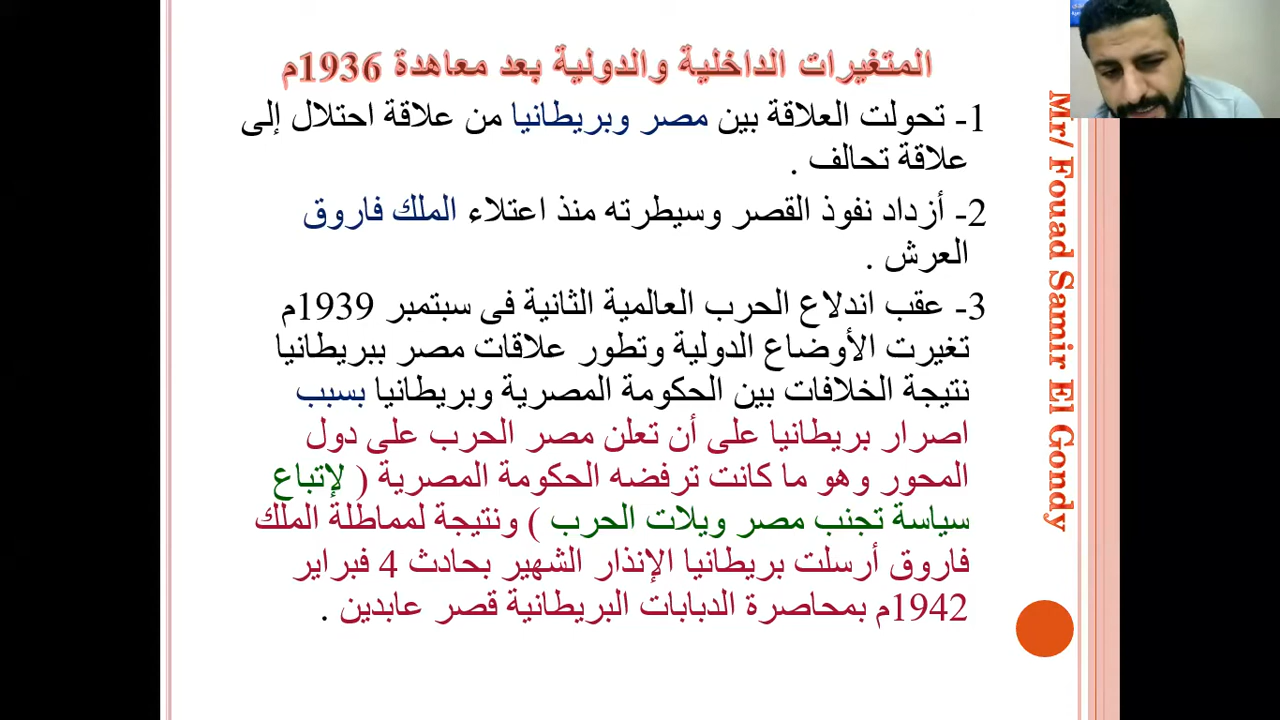 المتغيرات الداخلية والدولية بعد معاهدة 1936م
1- تحولت العلاقة بين مصر وبريطانيا من علاقة احتلال إلى
علاقة تحالف .
2- أزداد نفوذ القصر وسيطرته منذ اعتلاء الملك فاروق
العرش .
3- عقب اندلاع الحرب العالمية الثانية فى سبتمبر 1939م
تغيرت الأوضاع الدولية وتطور علاقات مصر ببريطانيا
نتيجة الخلافات بين الحكومة المصرية وبريطانيا بسبب
اصرار بريطانيا على أن تعلن مصر الحرب على دول
المحور وهو ما كانت ترفضه الحكومة المصرية ( لإتباع
سياسة تجنب مصر ويلات الحرب ) ونتيجة لمماطلة الملك
فاروق أرسلت بريطانيا الإنذار الشهير بحادث 4 فبراير
1942م بمحاصرة الدبابات البريطانية قصر عابدين .
Mr/ Fouad Samir El Gondy